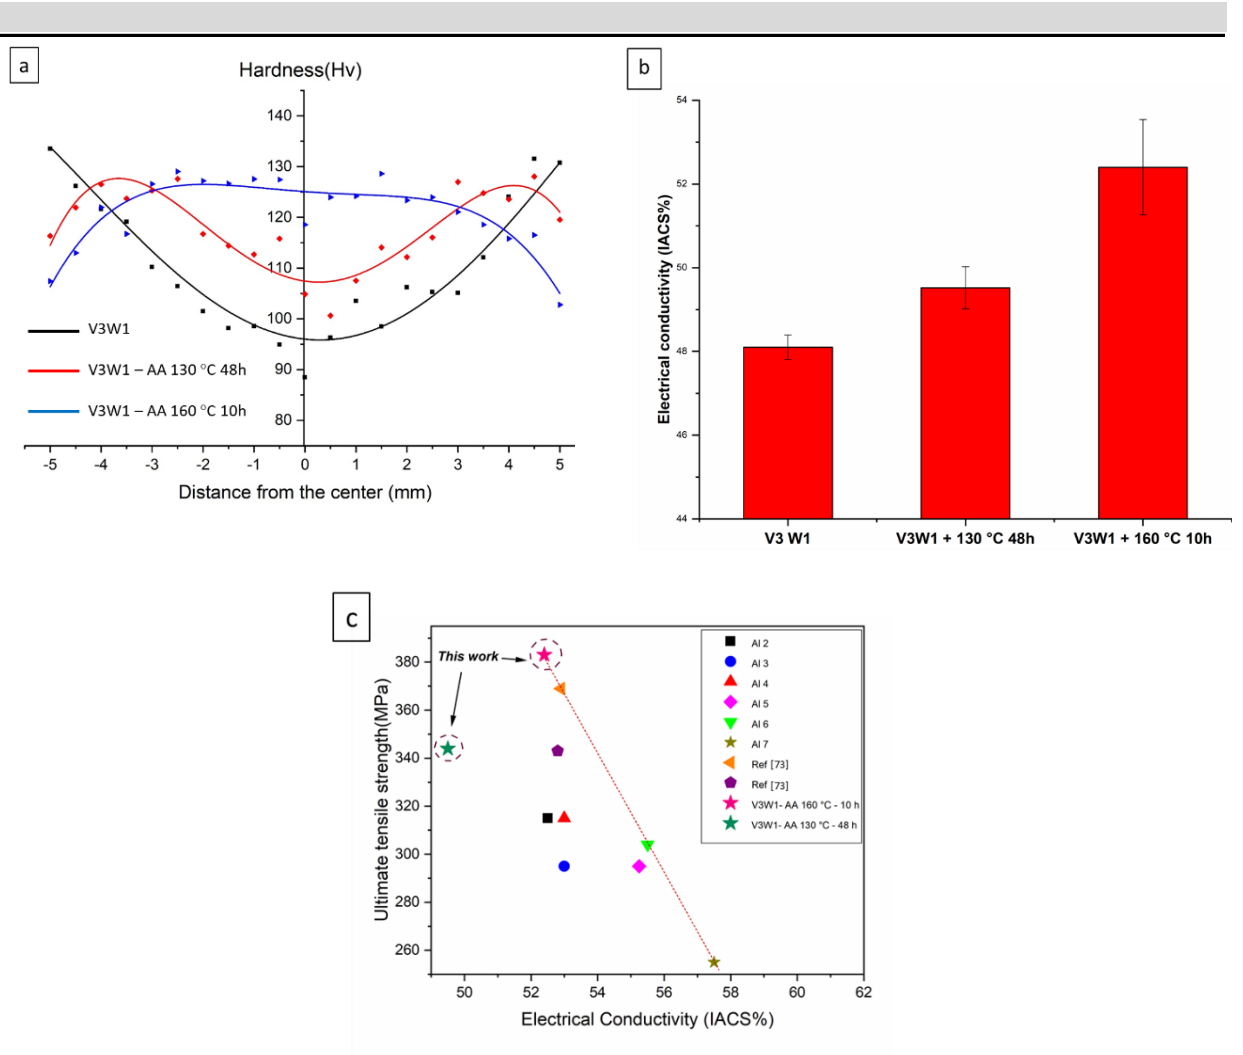 a
Hardness(Hv)
140
130
120
110
100
90
80
V3W1
V3W1 – AA 130 °C 48h
V3W1 – AA 160 °C 10h
-5 -4 -3 -2 -1 0 1 2 3 4 5
Distance from the center (mm)
b
Electrical conductivity (IACS%)
54
52
50
48
46
44
V3 W1 V3W1 + 130 °C 48h V3W1 + 160 °C 10h
c
Ultimate tensile strength(MPa)
380
360
340
320
300
280
260
This work
Al 2
Al 3
Al 4
Al 5
Al 6
Al 7
Ref [73]
Ref [73]
V3W1- AA 160 °C - 10 h
V3W1- AA 130 °C - 48 h
50 52 54 56 58 60 62
Electrical Conductivity (IACS%)